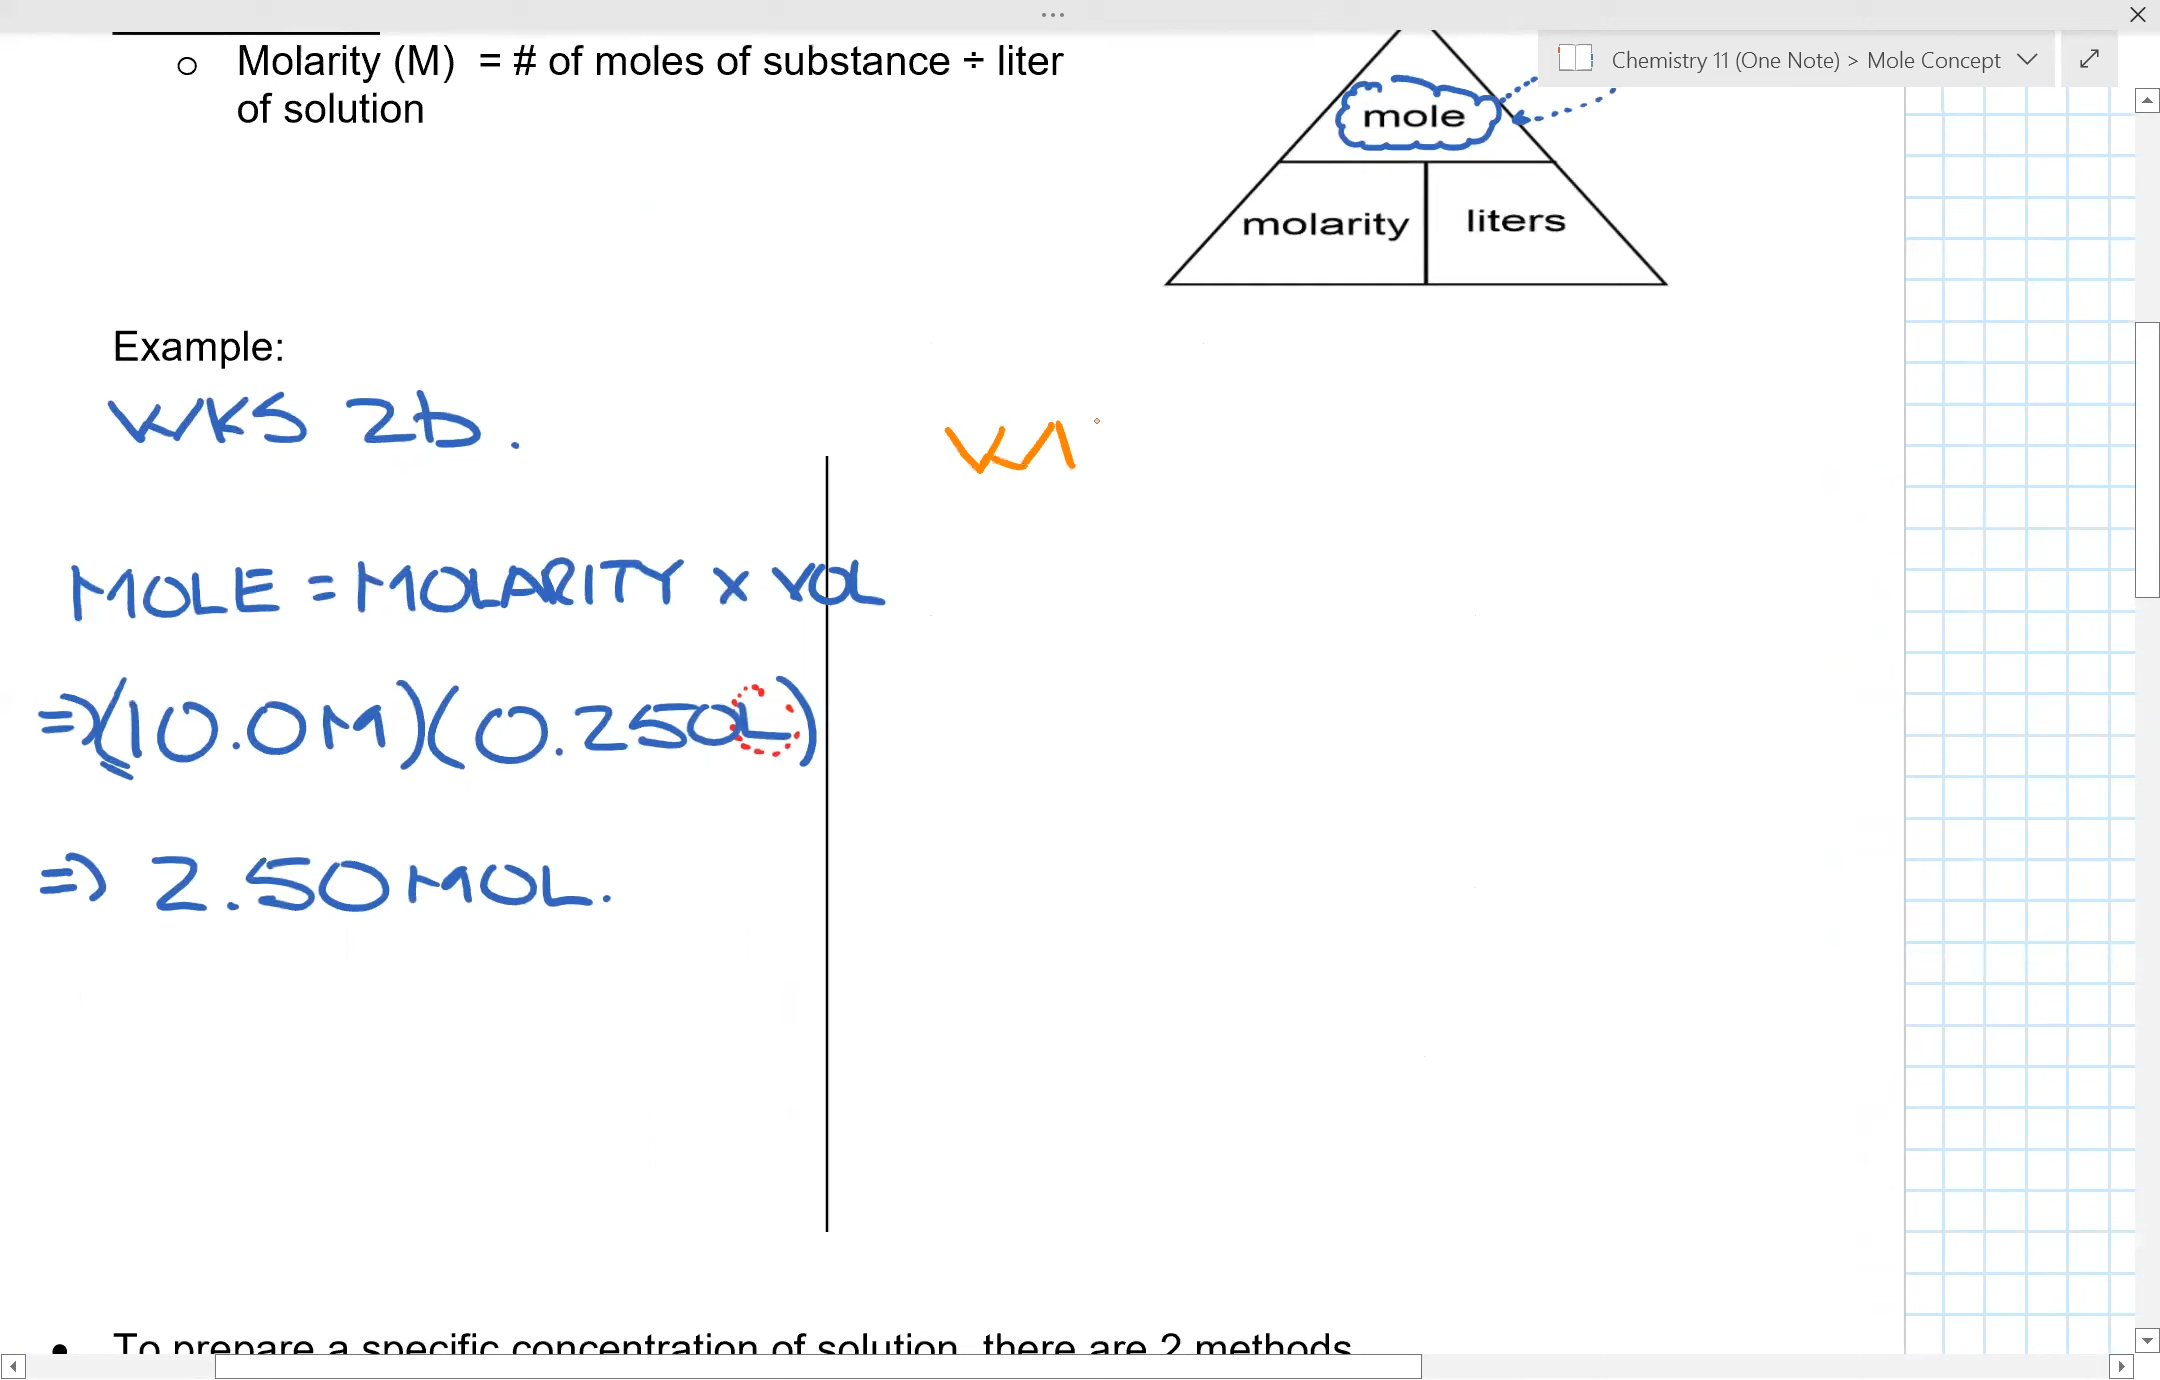 Chemistry 11 (One Note) > Mole Concept
Molarity (M) = # of moles of substance ÷ liter
of solution
mole
molarity liters
Example:
WKS 2b.
MOLE = MOLARITY x VOL
=> (10.0M)(0.250L)
=> 2.50 MOL.
To prepare a specific concentration of solution, there are 2 methods